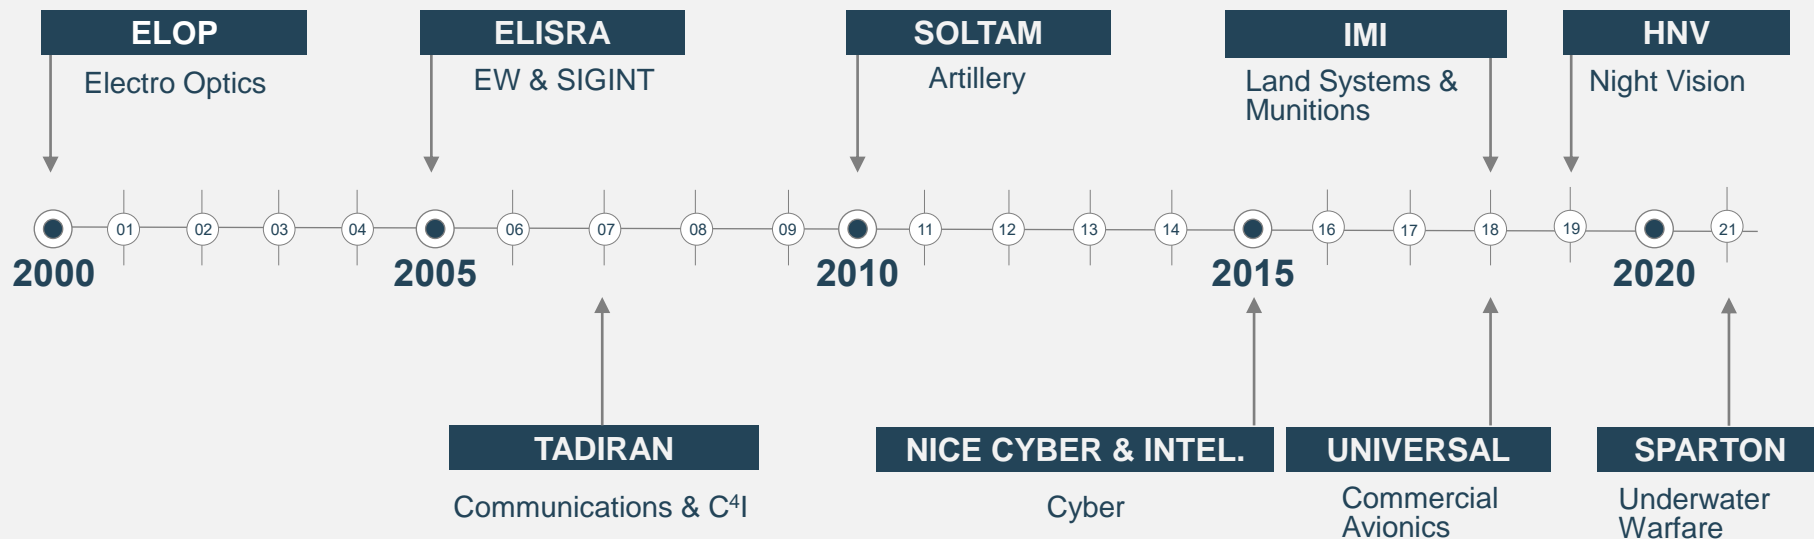 ELOP
Electro Optics
ELISRA
EW & SIGINT
SOLTAM
Artillery
IMI
Land Systems &
Munitions
HNV
Night Vision
01 02 03 04 06 07 08 09 11 12 13 14 16 17 18 19 21
2000 2005 2010 2015 2020
TADIRAN
Communications & C⁴I
NICE CYBER & INTEL.
Cyber
UNIVERSAL
Commercial
Avionics
SPARTON
Underwater
Warfare